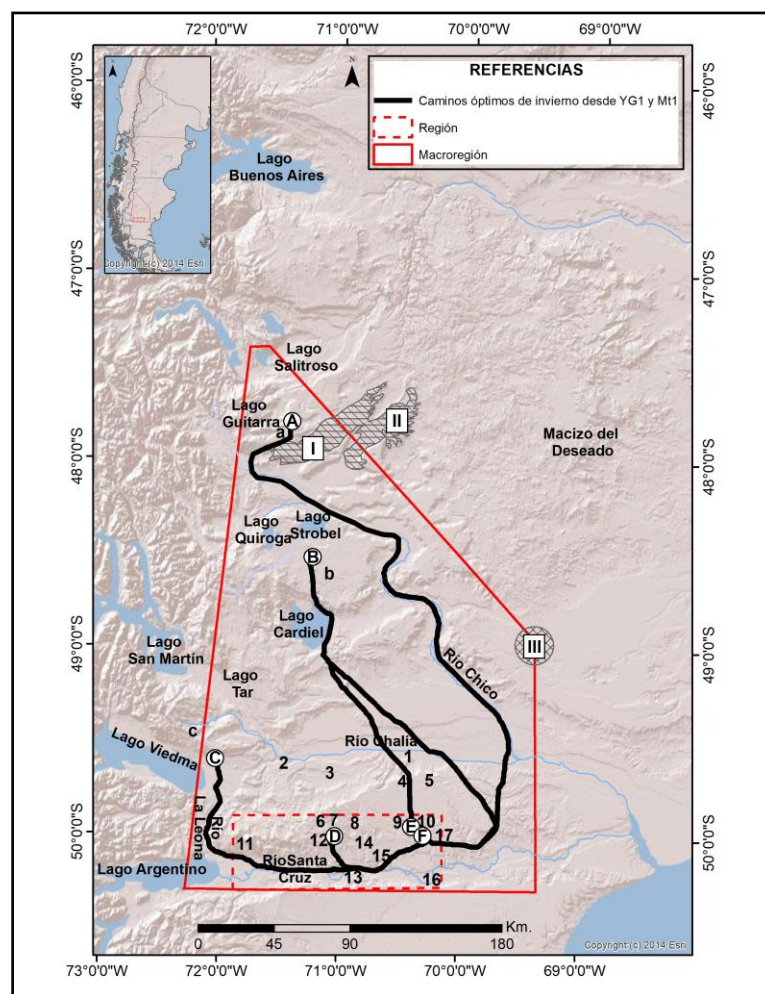 72°0'0"W 71°0'0"W 70°0'0"W 69°0'0"W
46°0'0"S
47°0'0"S
48°0'0"S
49°0'0"S
50°0'0"S
46°0'0"S
47°0'0"S
48°0'0"S
49°0'0"S
50°0'0"S
N
REFERENCIAS
Caminos óptimos de invierno desde YG1 y Mt1
Región
Macroregión
Copyright (c) 2014 Esri
Lago
Buenos Aires
Lago
Salitroso
Lago
Guitarra
A
a
I
II
Macizo del
Deseado
Lago
Quiroga
Lago
Strobel
B
b
Lago
Cardiel
Lago
San Martín
Lago
Tar
III
Río Chico
c
Lago Viedma
C
Río Chalía
1
2
3
4
5
Río
La Leona
6
7
8
9
10
E
D
F
17
11
12
14
15
Lago Argentino
RíoSanta
Cruz
13
16
Km.
0 45 90 180
Copyright (c) 2014 Esri
73°0'0"W 72°0'0"W 71°0'0"W 70°0'0"W 69°0'0"W